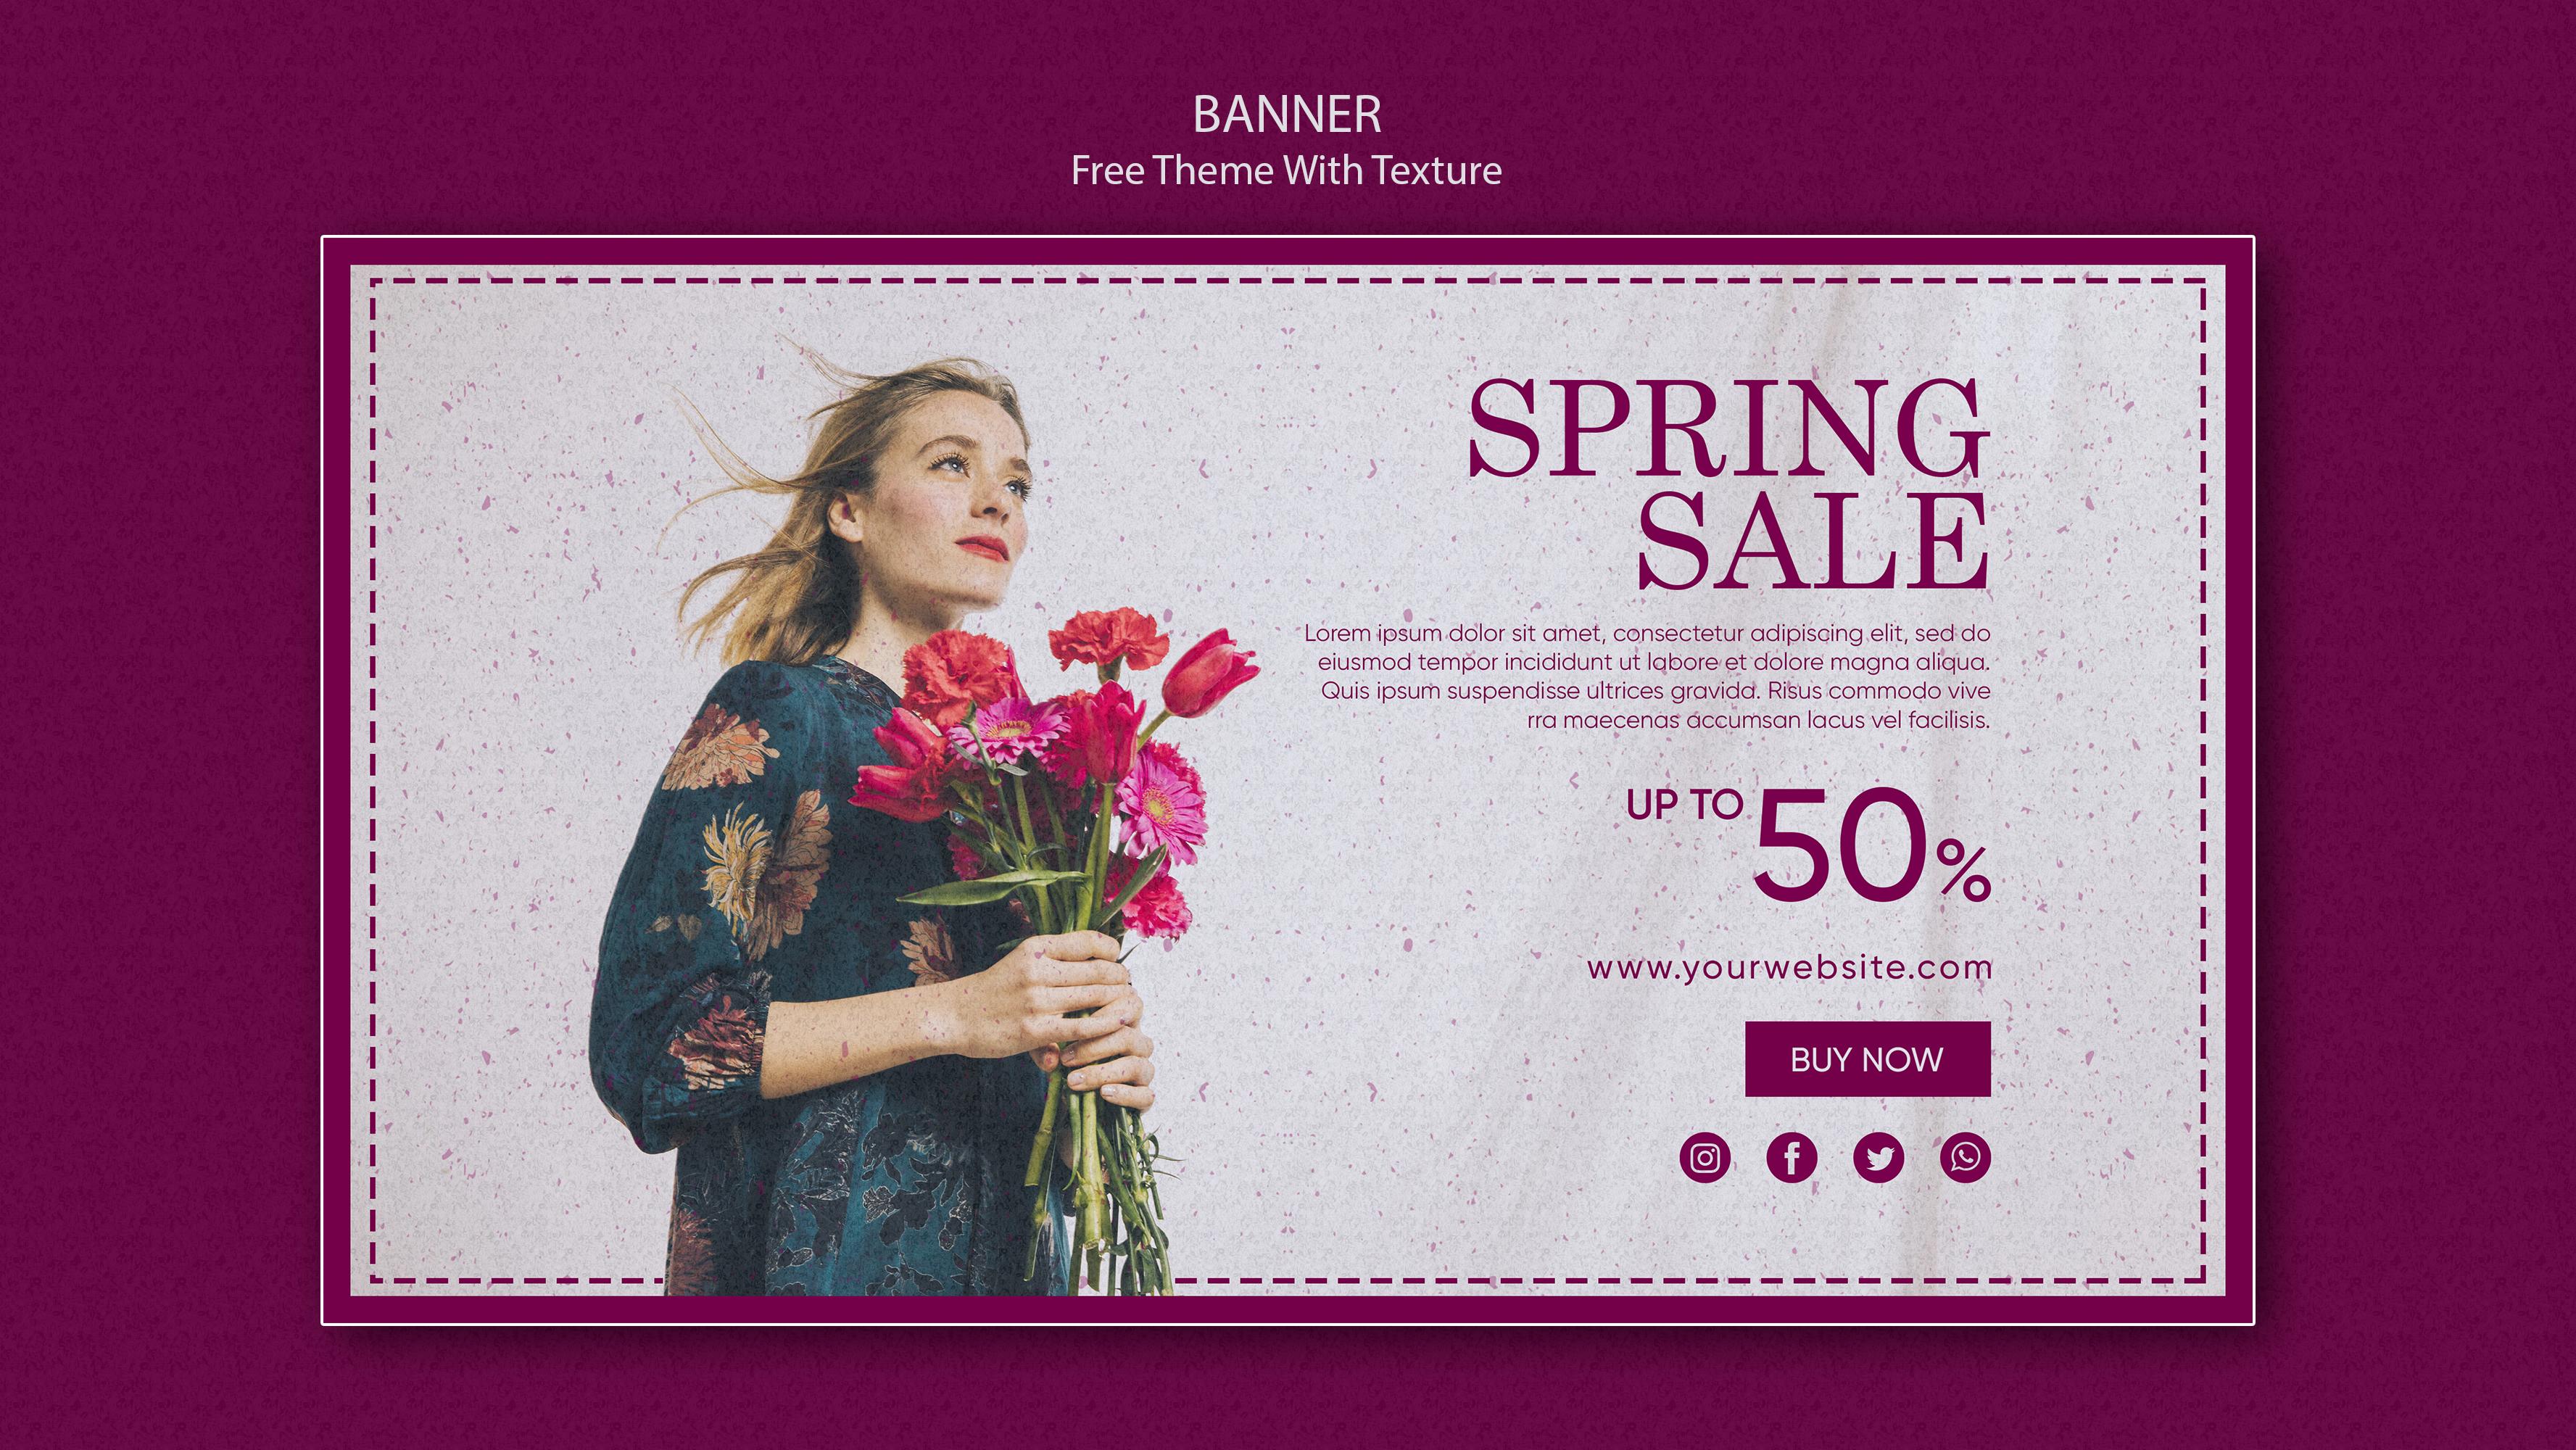 BANNER
Free Theme With Texture
SPRING
SALE
Lorem ipsum dolor sit amet, consectetur adipiscing elit, sed do
eiusmod tempor incididunt ut labore et dolore magna aliqua.
Quis ipsum suspendisse ultrices gravida. Risus commodo vive
rra maecenas accumsan lacus vel facilisis.
UP TO 50%
www.yourwebsite.com
BUY NOW